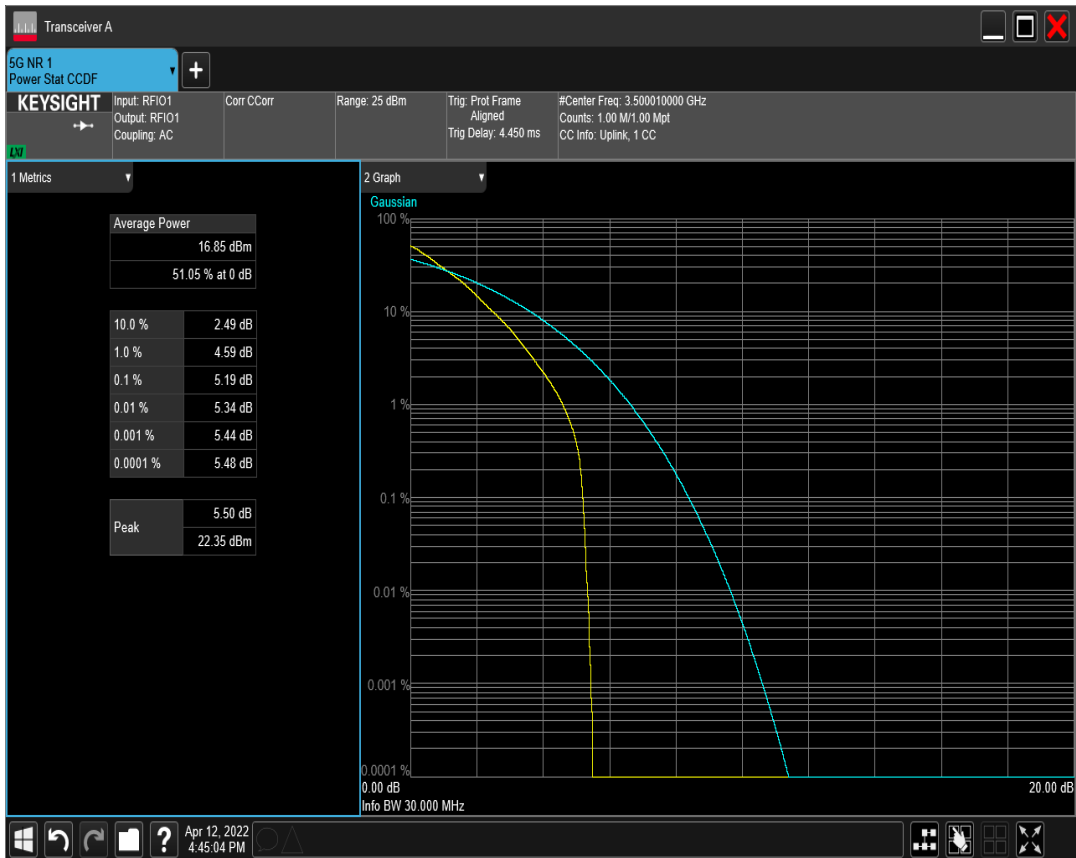 Transceiver A
5G NR 1
Power Stat CCDF
+
KEYSIGHT
LXI
Input: RFIO1
Output: RFIO1
Coupling: AC
Corr CCorr
Range: 25 dBm
Trig: Prot Frame
Aligned
Trig Delay: 4.450 ms
#Center Freq: 3.500010000 GHz
Counts: 1.00 M/1.00 Mpt
CC Info: Uplink, 1 CC
1 Metrics
Average Power
16.85 dBm
51.05 % at 0 dB
10.0 % 2.49 dB
1.0 % 4.59 dB
0.1 % 5.19 dB
0.01 % 5.34 dB
0.001 % 5.44 dB
0.0001 % 5.48 dB
Peak 5.50 dB
22.35 dBm
2 Graph
Gaussian
100 %
10 %
1 %
0.1 %
0.01 %
0.001 %
0.0001 %
0.00 dB 20.00 dB
Info BW 30.000 MHz
?
Apr 12, 2022
4:45:04 PM